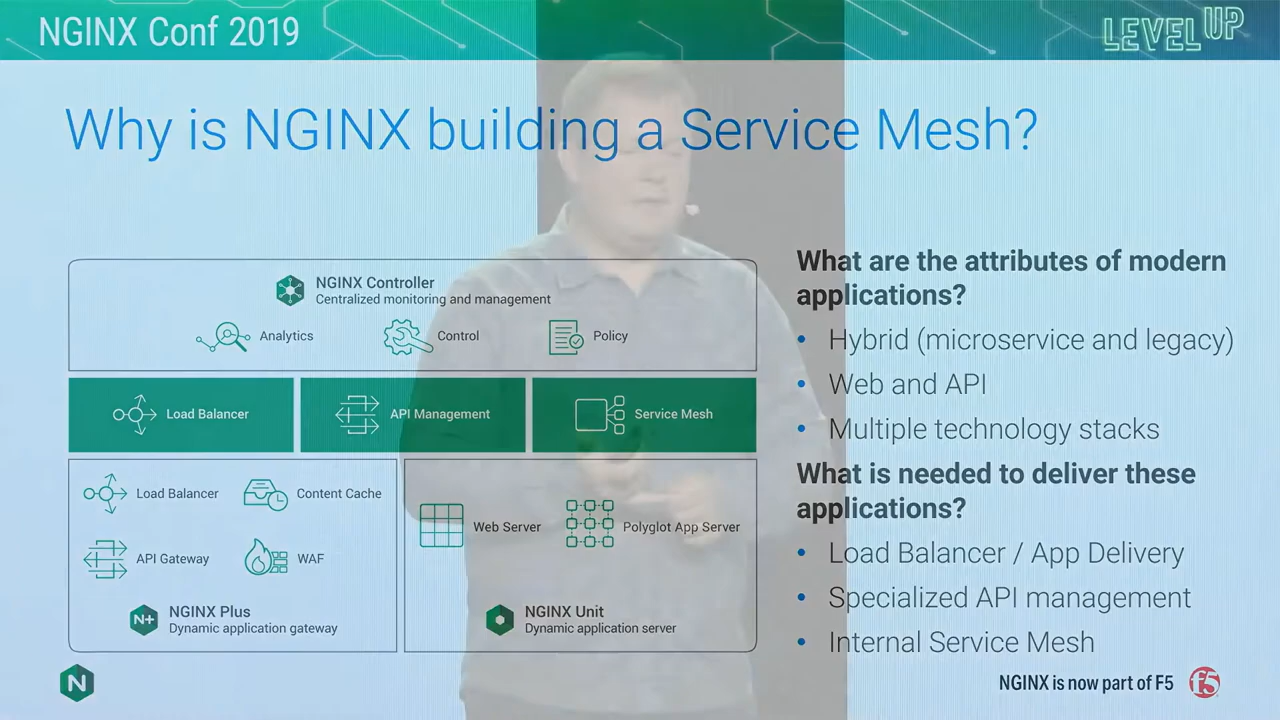 NGINX Conf 2019
LEVEL UP
Why is NGINX building a Service Mesh?
NGINX Controller
Centralized monitoring and management
Analytics
Control
Policy
Load Balancer
API Management
Service Mesh
Load Balancer
Content Cache
API Gateway
WAF
N+
NGINX Plus
Dynamic application gateway
Web Server
Polyglot App Server
NGINX Unit
Dynamic application server
What are the attributes of modern
applications?
• Hybrid (microservice and legacy)
• Web and API
• Multiple technology stacks
What is needed to deliver these
applications?
• Load Balancer / App Delivery
• Specialized API management
• Internal Service Mesh
N
NGINX is now part of F5
f5